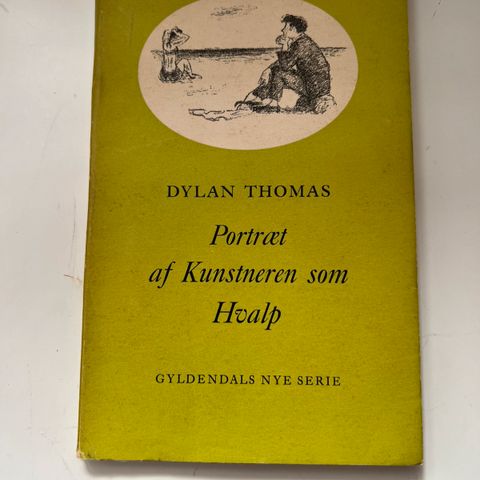 DYLAN THOMAS
Portræt
af Kunstneren som
Hvalp
GYLDENDALS NYE SERIE